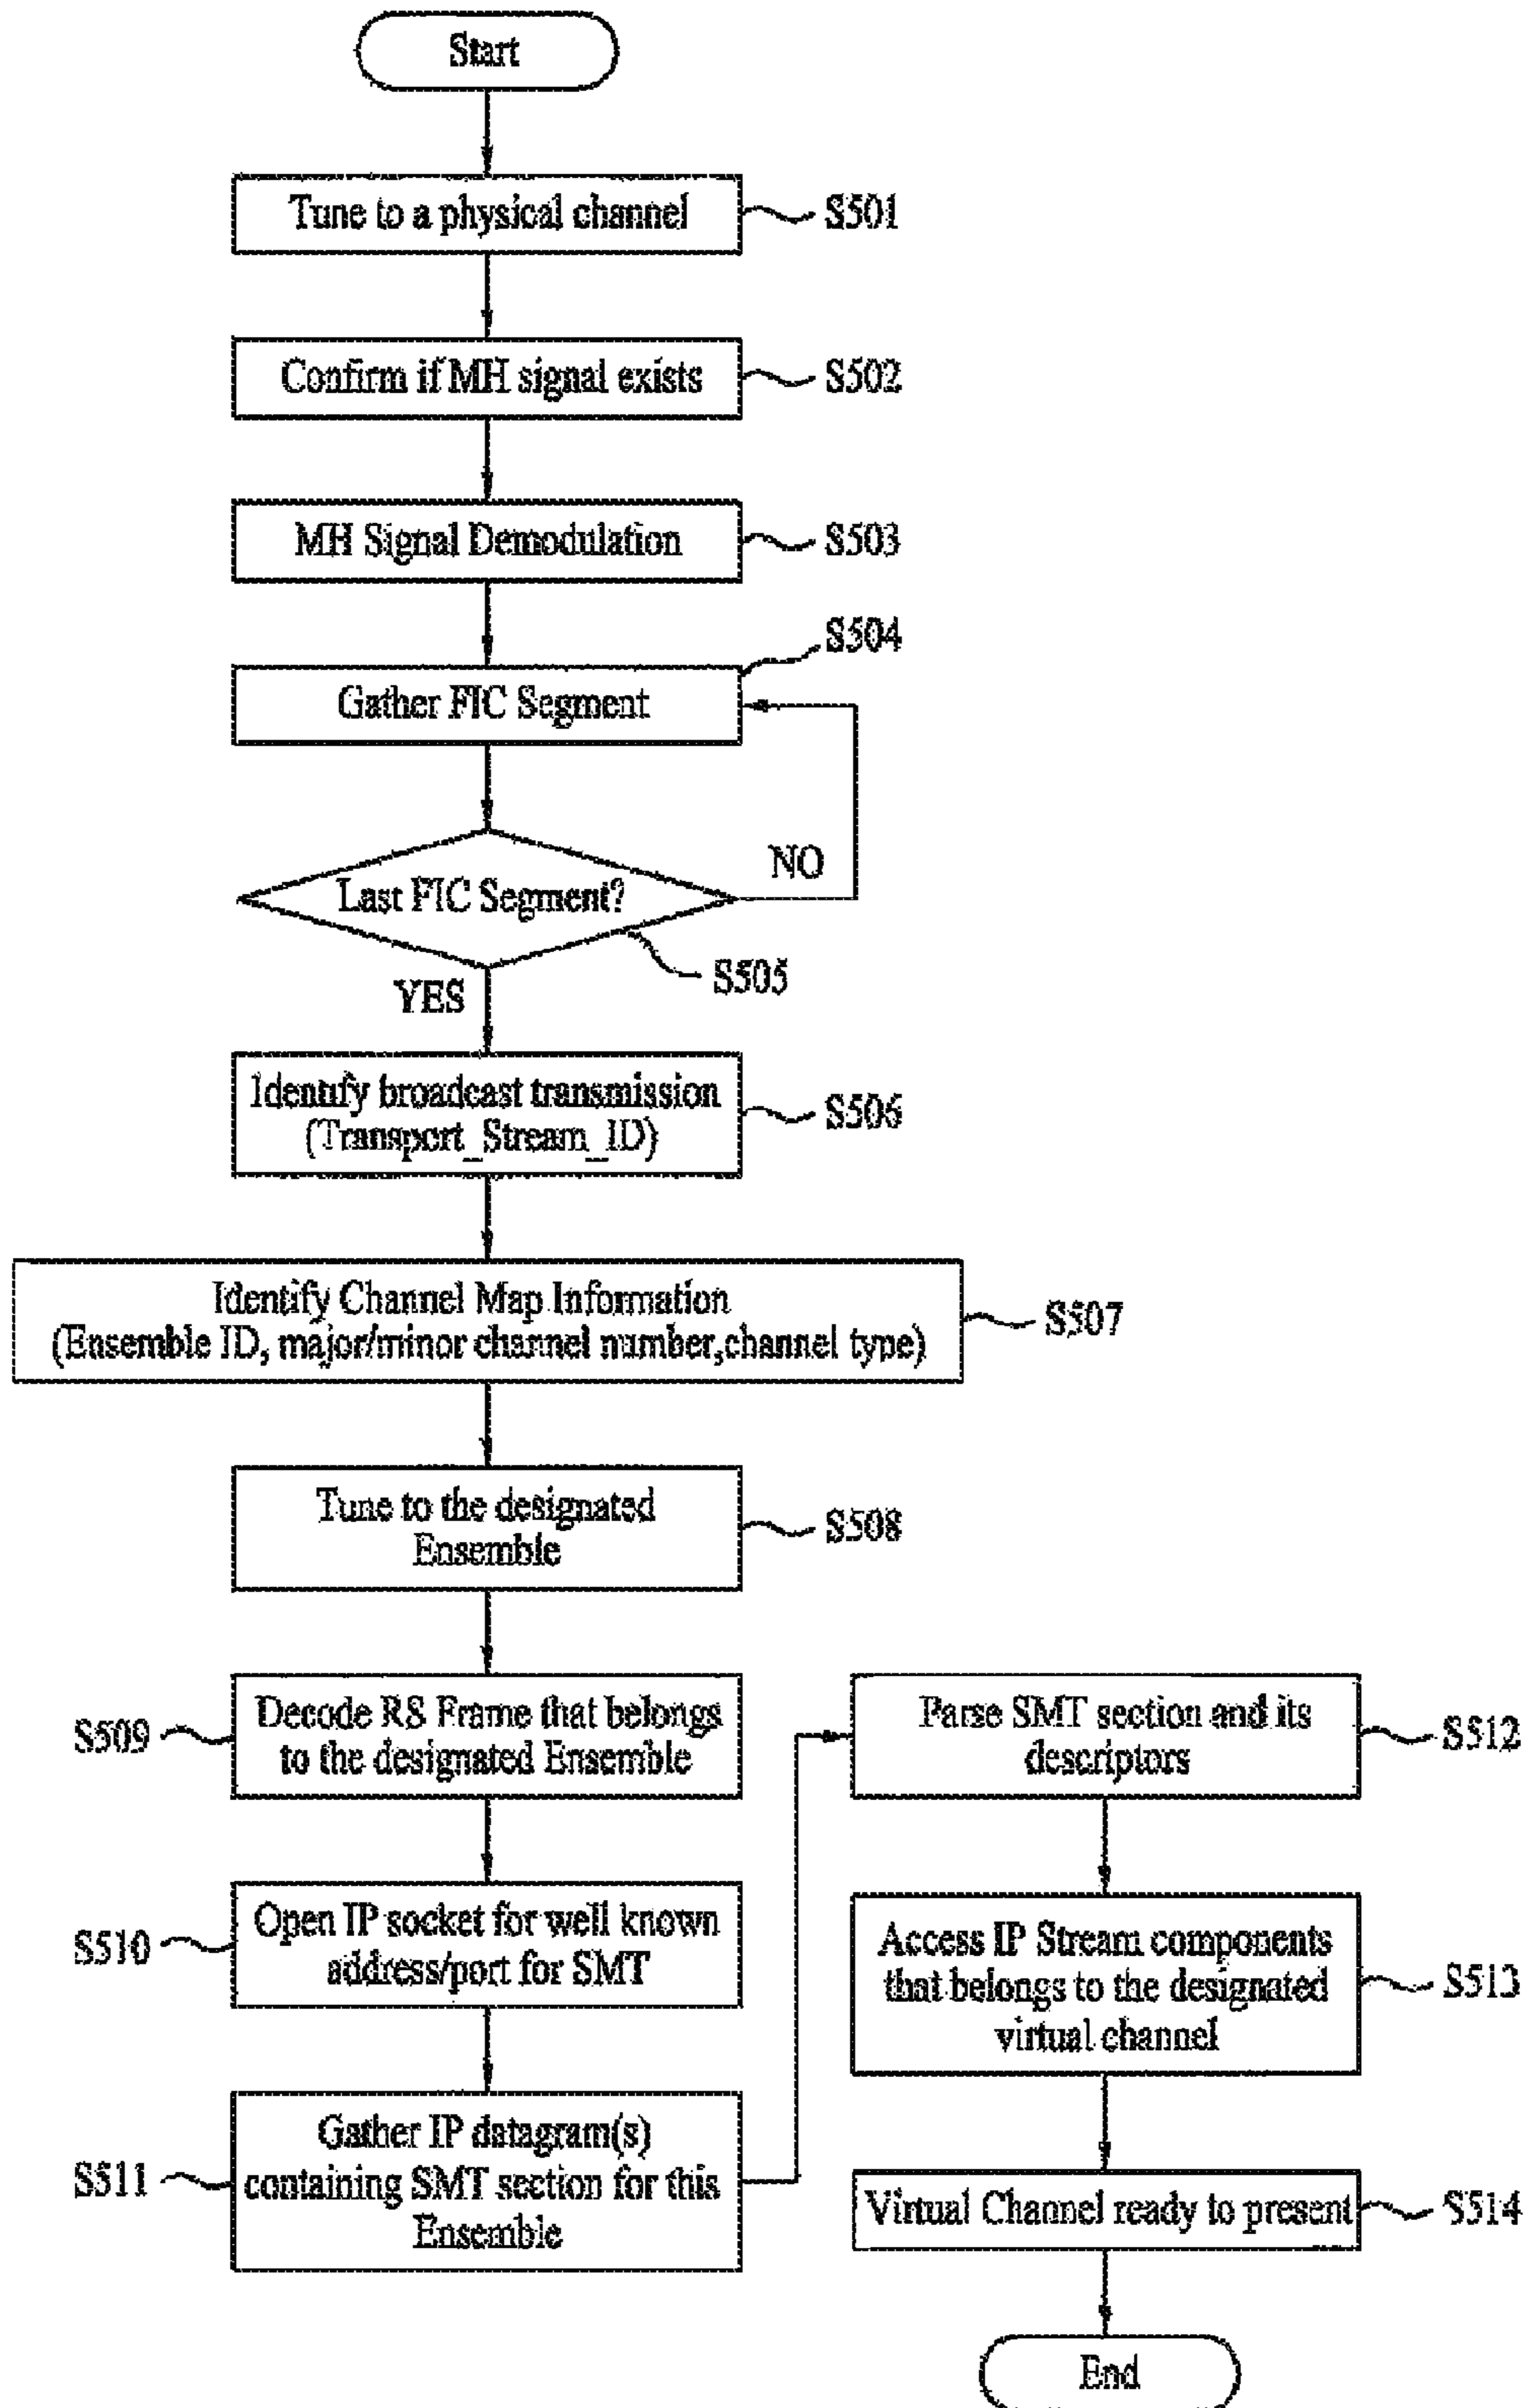 Start
Tune to a physical channel
S501
Confirm if MH signal exists
S502
MH Signal Demodulation
S503
S504
Gather FIC Segment
NO
Last FIC Segment?
S505
YES
Identify broadcast transmission
(Transport_Stream_ID)
S506
Identify Channel Map Information
(Ensemble ID, major/minor channel number,channel type)
S507
Tune to the designated
Ensemble
S508
S509
Decode RS Frame that belongs
to the designated Ensemble
S510
Open IP socket for well known
address/port for SMT
S511
Gather IP datagram(s)
containing SMT section for this
Ensemble
Parse SMT section and its
descriptors
S512
Access IP Stream components
that belongs to the designated
virtual channel
S513
Virtual Channel ready to present
S514
End